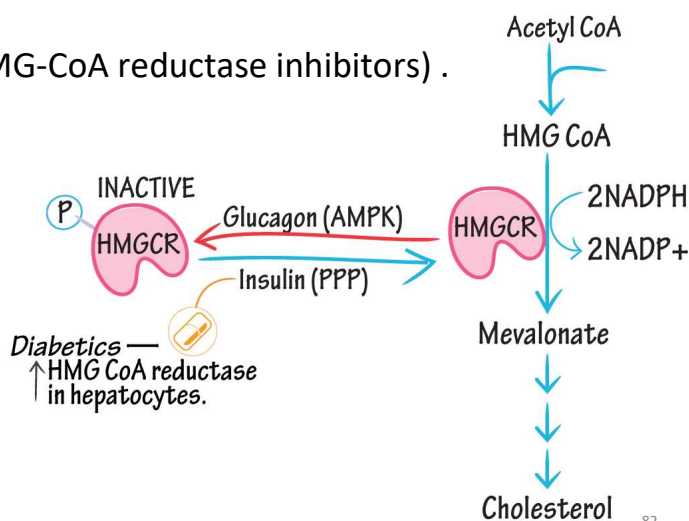 MG-CoA reductase inhibitors) .
Acetyl CoA
HMG CoA
2NADPH
2NADP+
INACTIVE
P
HMGCR
Glucagon (AMPK)
HMGCR
Insulin (PPP)
Diabetics —
↑HMG CoA reductase
in hepatocytes.
Mevalonate
Cholesterol
82